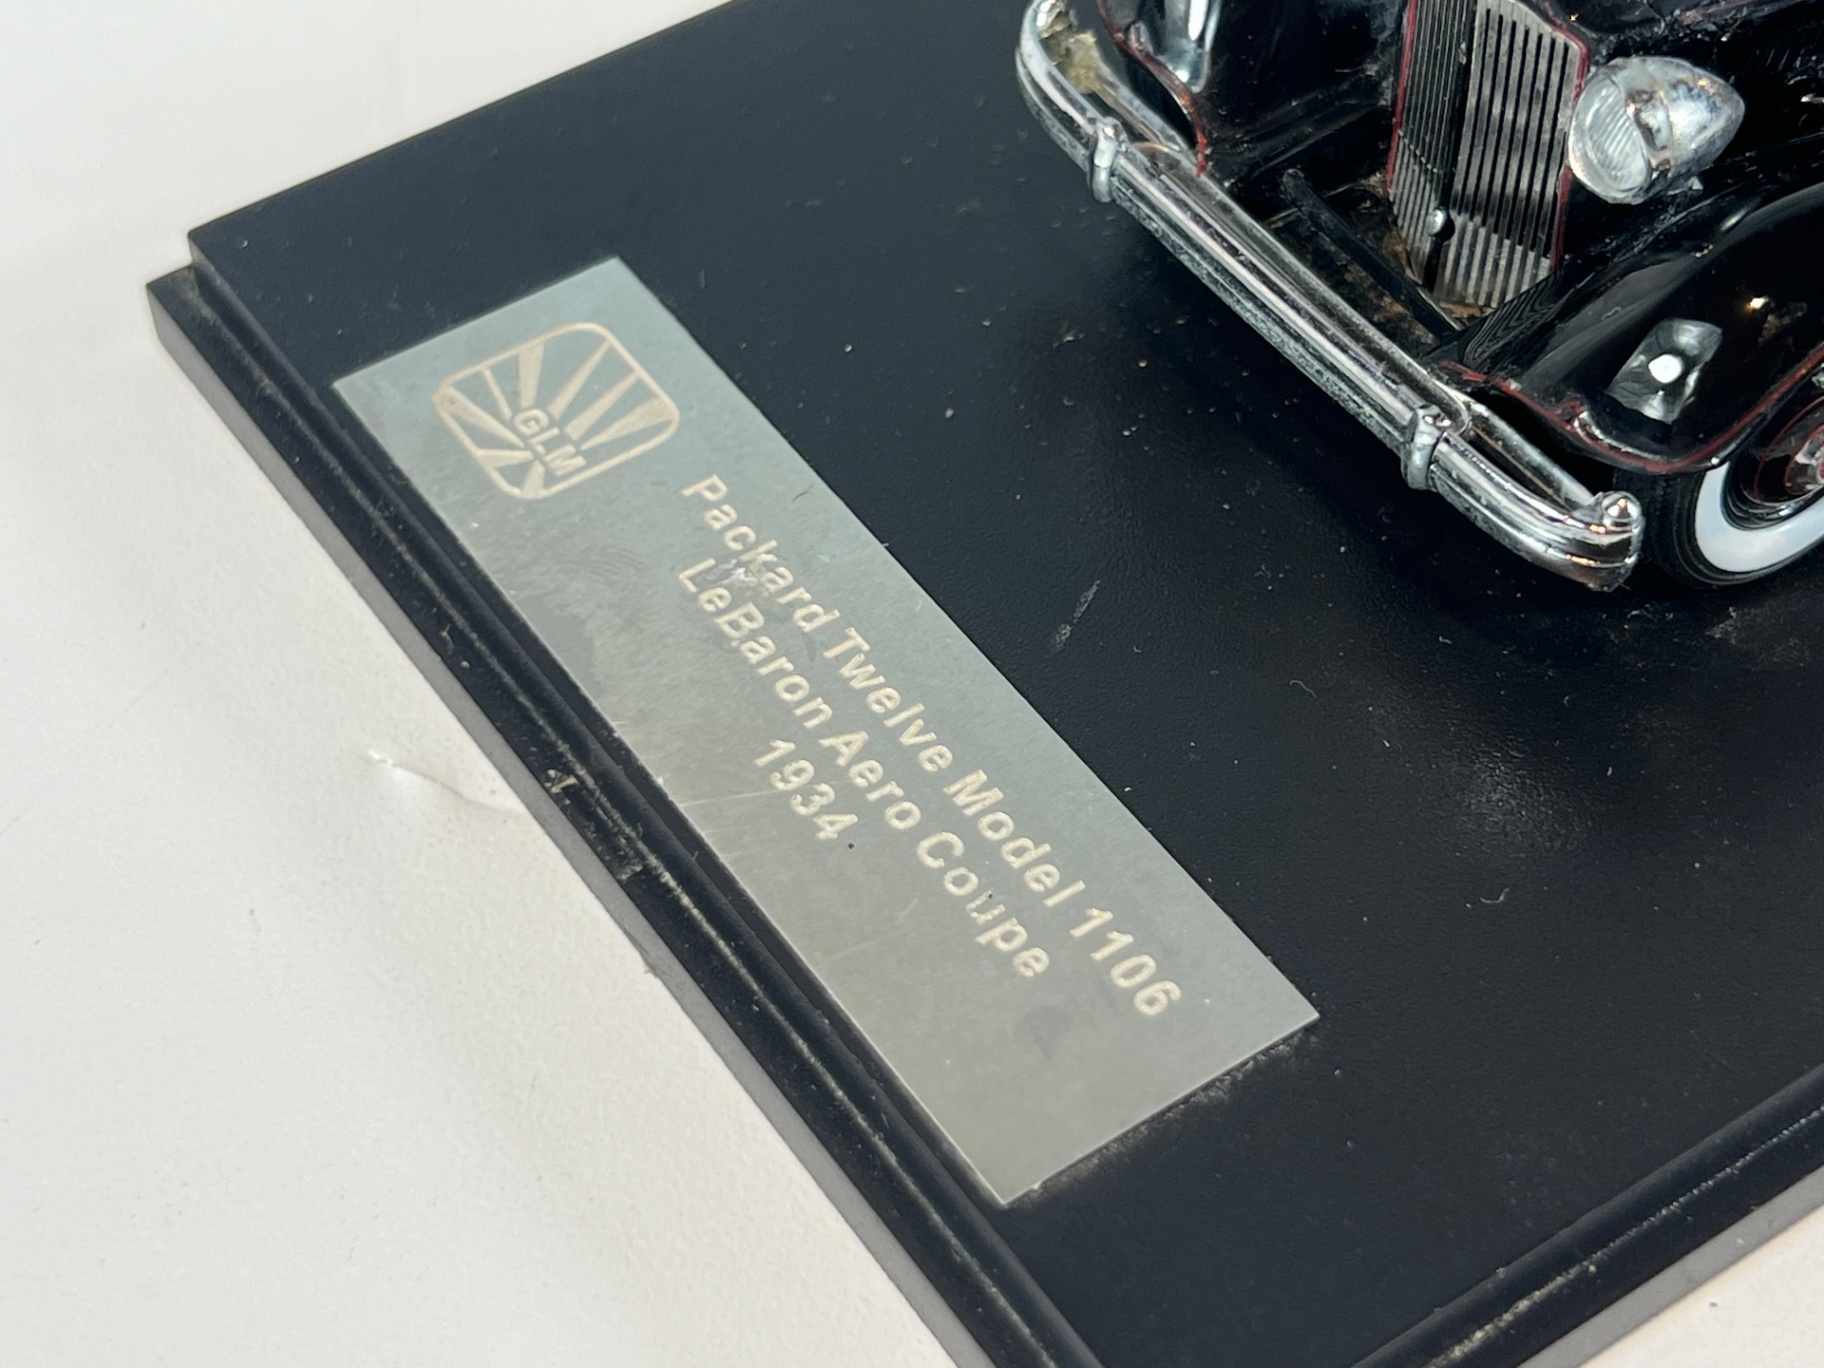 GLM
Packard Twelve Model 1106
LeBaron Aero Coupe
1934